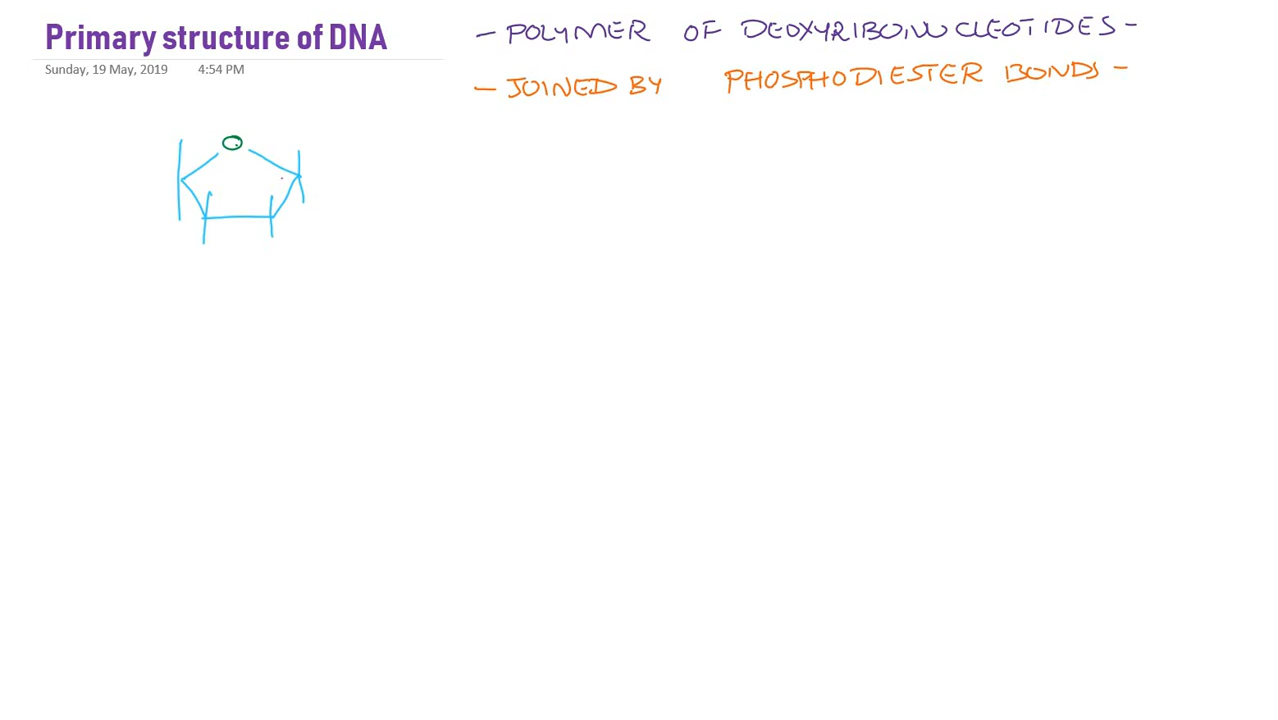 Primary structure of DNA
Sunday, 19 May, 2019 4:54 PM
- POLYMER OF DEOXYRIBONUCLEOTIDES -
- JOINED BY PHOSPHODIESTER BONDS -
O